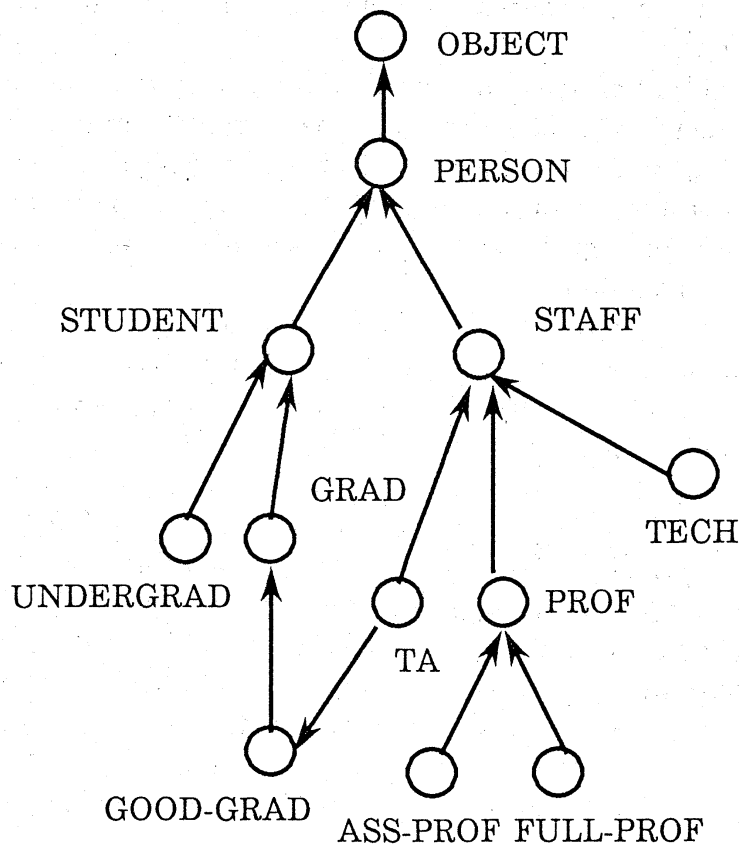 OBJECT
PERSON
STUDENT
STAFF
GRAD
TECH
UNDERGRAD
PROF
TA
GOOD-GRAD
ASS-PROF FULL-PROF